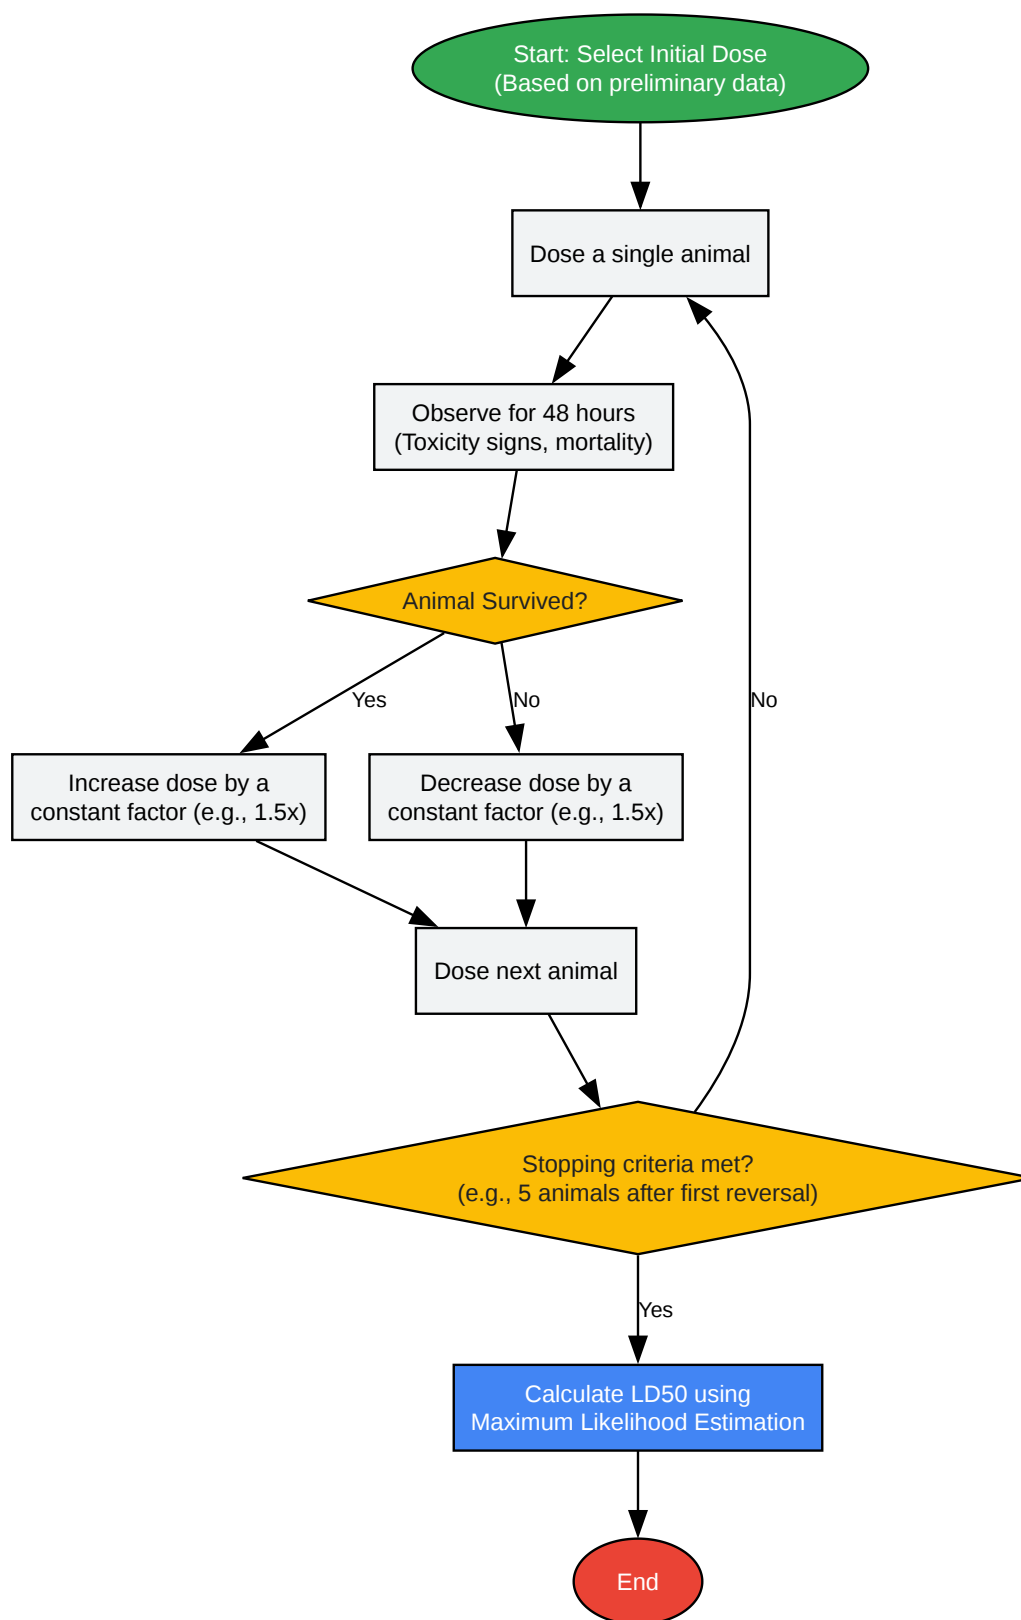 Start: Select Initial Dose
(Based on preliminary data)
Dose a single animal
Observe for 48 hours
(Toxicity signs, mortality)
Animal Survived?
Yes
No
No
Increase dose by a
constant factor (e.g., 1.5x)
Decrease dose by a
constant factor (e.g., 1.5x)
Dose next animal
Stopping criteria met?
(e.g., 5 animals after first reversal)
Yes
Calculate LD50 using
Maximum Likelihood Estimation
End